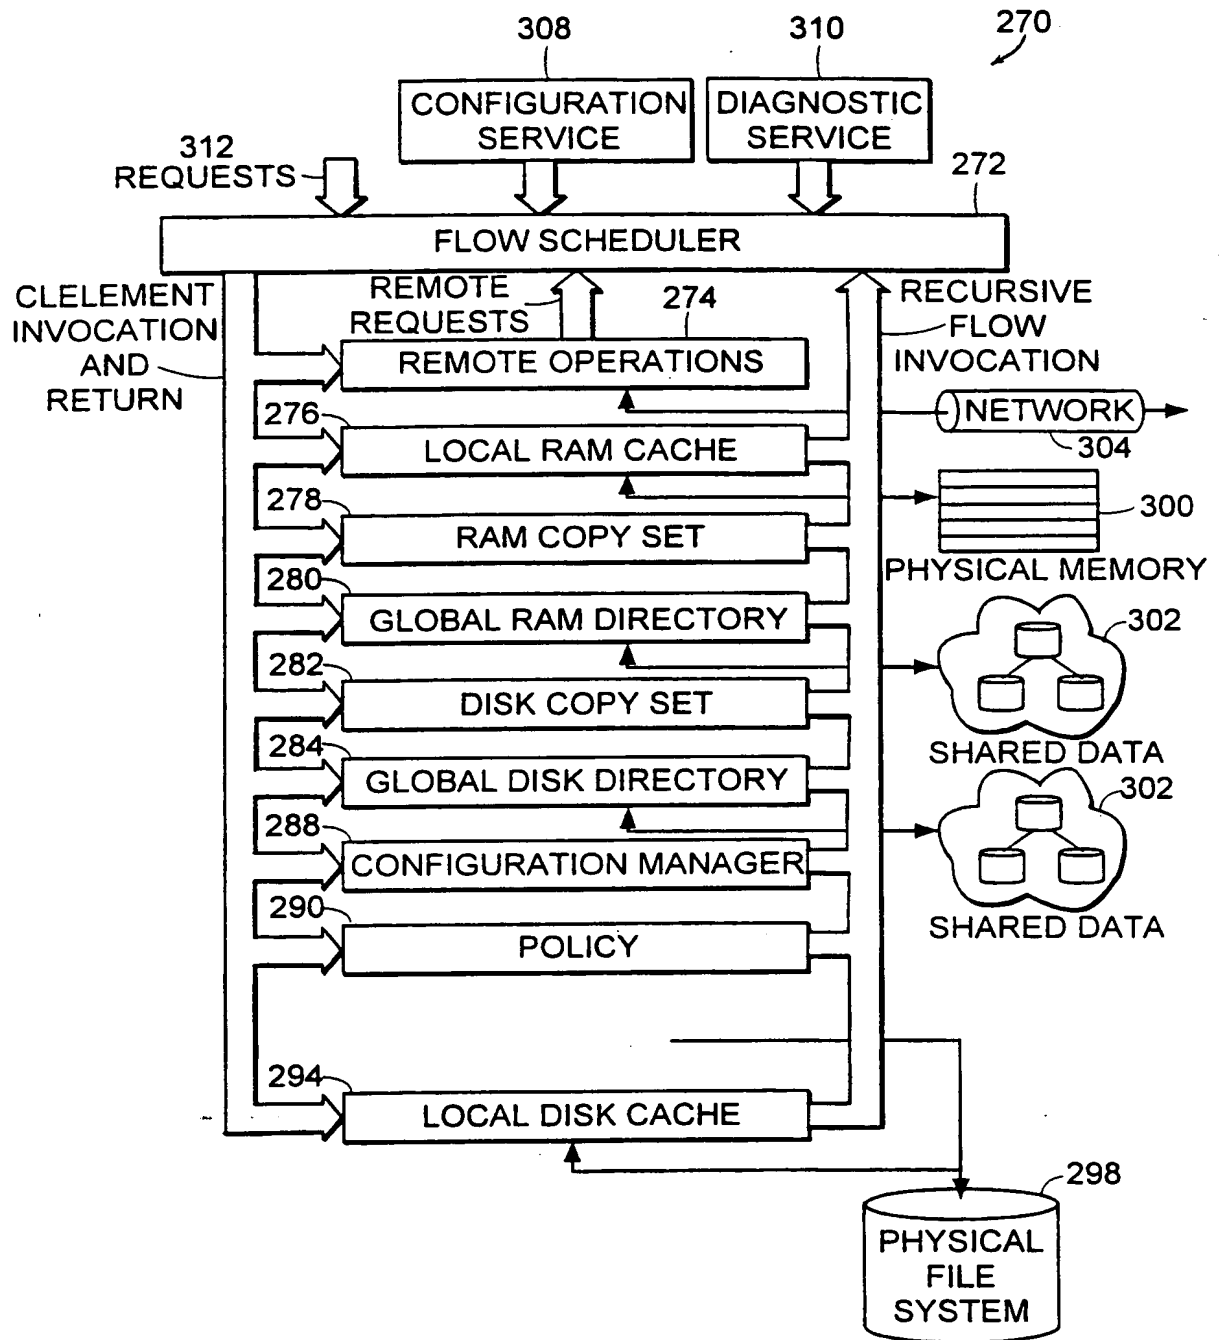 308
310
270
CONFIGURATION
SERVICE
DIAGNOSTIC
SERVICE
312
REQUESTS
272
FLOW SCHEDULER
CLELEMENT
INVOCATION
AND
RETURN
REMOTE
REQUESTS
274
RECURSIVE
FLOW
INVOCATION
REMOTE OPERATIONS
276
NETWORK
304
LOCAL RAM CACHE
278
300
RAM COPY SET
PHYSICAL MEMORY
280
GLOBAL RAM DIRECTORY
302
282
DISK COPY SET
SHARED DATA
284
GLOBAL DISK DIRECTORY
302
288
CONFIGURATION MANAGER
290
SHARED DATA
POLICY
294
LOCAL DISK CACHE
298
PHYSICAL
FILE
SYSTEM